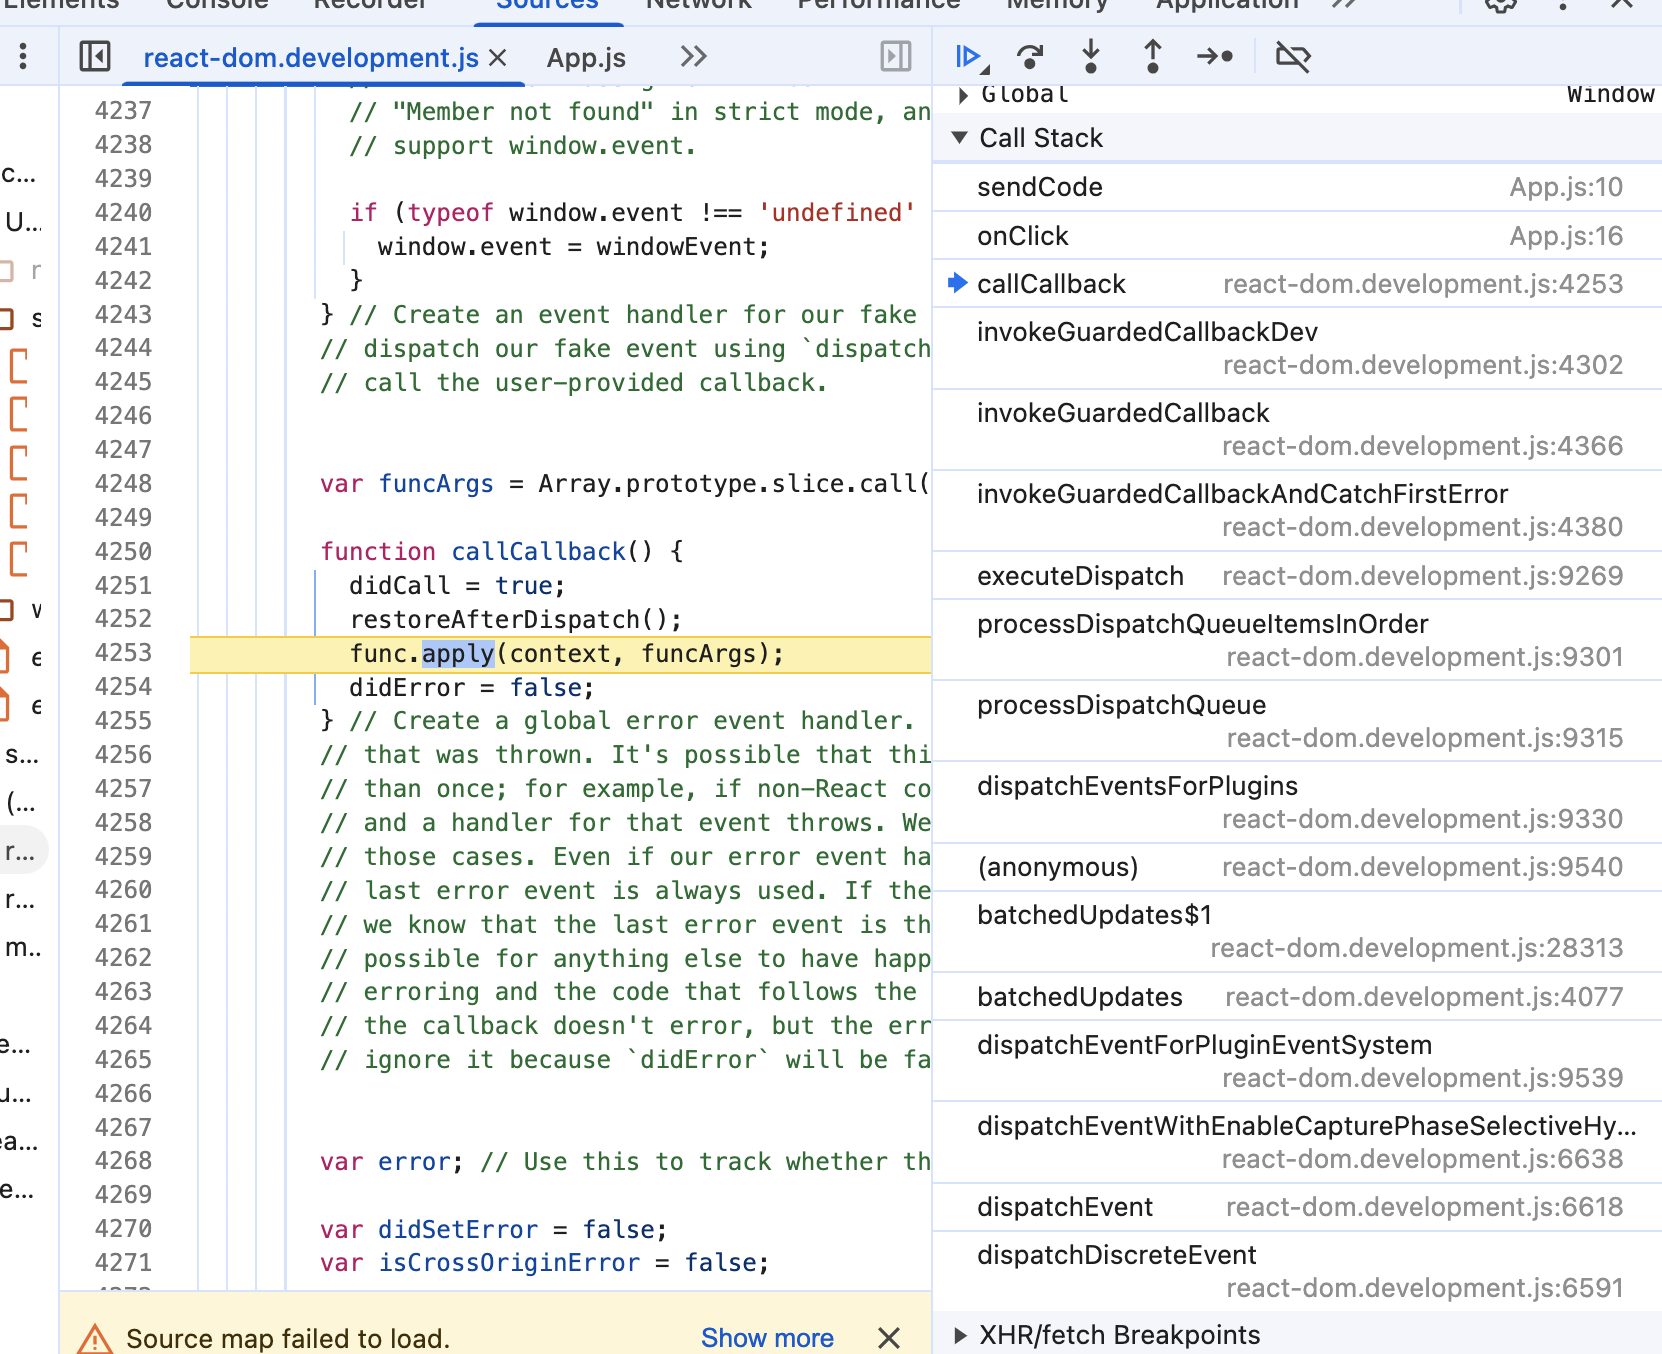 Elements Console Recorder Sources Network Performance Memory Application
react-dom.development.js App.js
c...
U...
r
s
w
e
e
s...
(...
r...
r...
m..
e...
u...
ea...
e...
4237 // "Member not found" in strict mode, an
4238 // support window.event.
4239
4240 if (typeof window.event !== 'undefined'
4241 window.event = windowEvent;
4242 }
4243 } // Create an event handler for our fake
4244 // dispatch our fake event using `dispatch
4245 // call the user-provided callback.
4246
4247
4248 var funcArgs = Array.prototype.slice.call(
4249
4250 function callCallback() {
4251 didCall = true;
4252 restoreAfterDispatch();
4253 func.apply(context, funcArgs);
4254 didError = false;
4255 } // Create a global error event handler.
4256 // that was thrown. It's possible that thi
4257 // than once; for example, if non-React co
4258 // and a handler for that event throws. We
4259 // those cases. Even if our error event ha
4260 // last error event is always used. If the
4261 // we know that the last error event is th
4262 // possible for anything else to have happ
4263 // erroring and the code that follows the
4264 // the callback doesn't error, but the err
4265 // ignore it because `didError` will be fa
4266
4267
4268 var error; // Use this to track whether th
4269
4270 var didSetError = false;
4271 var isCrossOriginError = false;
Source map failed to load. Show more
Global Window
Call Stack
sendCode App.js:10
onClick App.js:16
callCallback react-dom.development.js:4253
invokeGuardedCallbackDev
react-dom.development.js:4302
invokeGuardedCallback
react-dom.development.js:4366
invokeGuardedCallbackAndCatchFirstError
react-dom.development.js:4380
executeDispatch react-dom.development.js:9269
processDispatchQueueItemsInOrder
react-dom.development.js:9301
processDispatchQueue
react-dom.development.js:9315
dispatchEventsForPlugins
react-dom.development.js:9330
(anonymous) react-dom.development.js:9540
batchedUpdates$1
react-dom.development.js:28313
batchedUpdates react-dom.development.js:4077
dispatchEventForPluginEventSystem
react-dom.development.js:9539
dispatchEventWithEnableCapturePhaseSelectiveHy...
react-dom.development.js:6638
dispatchEvent react-dom.development.js:6618
dispatchDiscreteEvent
react-dom.development.js:6591
XHR/fetch Breakpoints